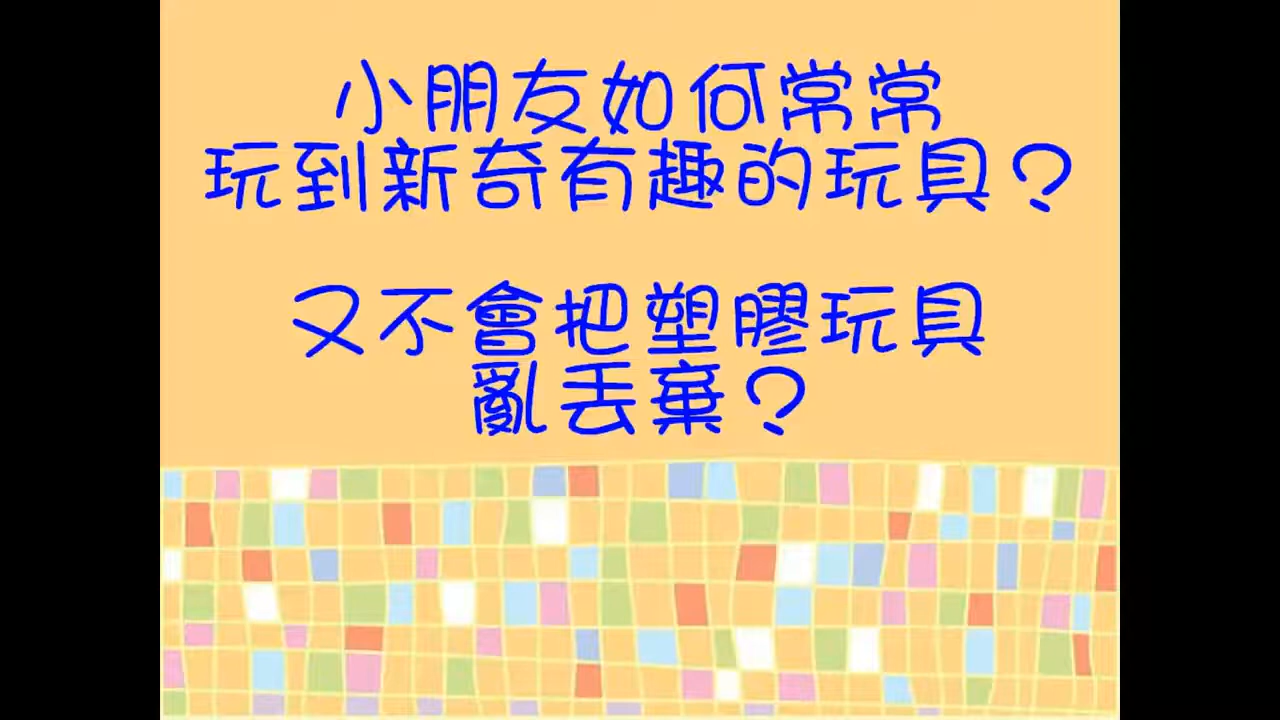 小朋友如何常常
玩到新奇有趣的玩具？
又不會把塑膠玩具
亂丟棄？